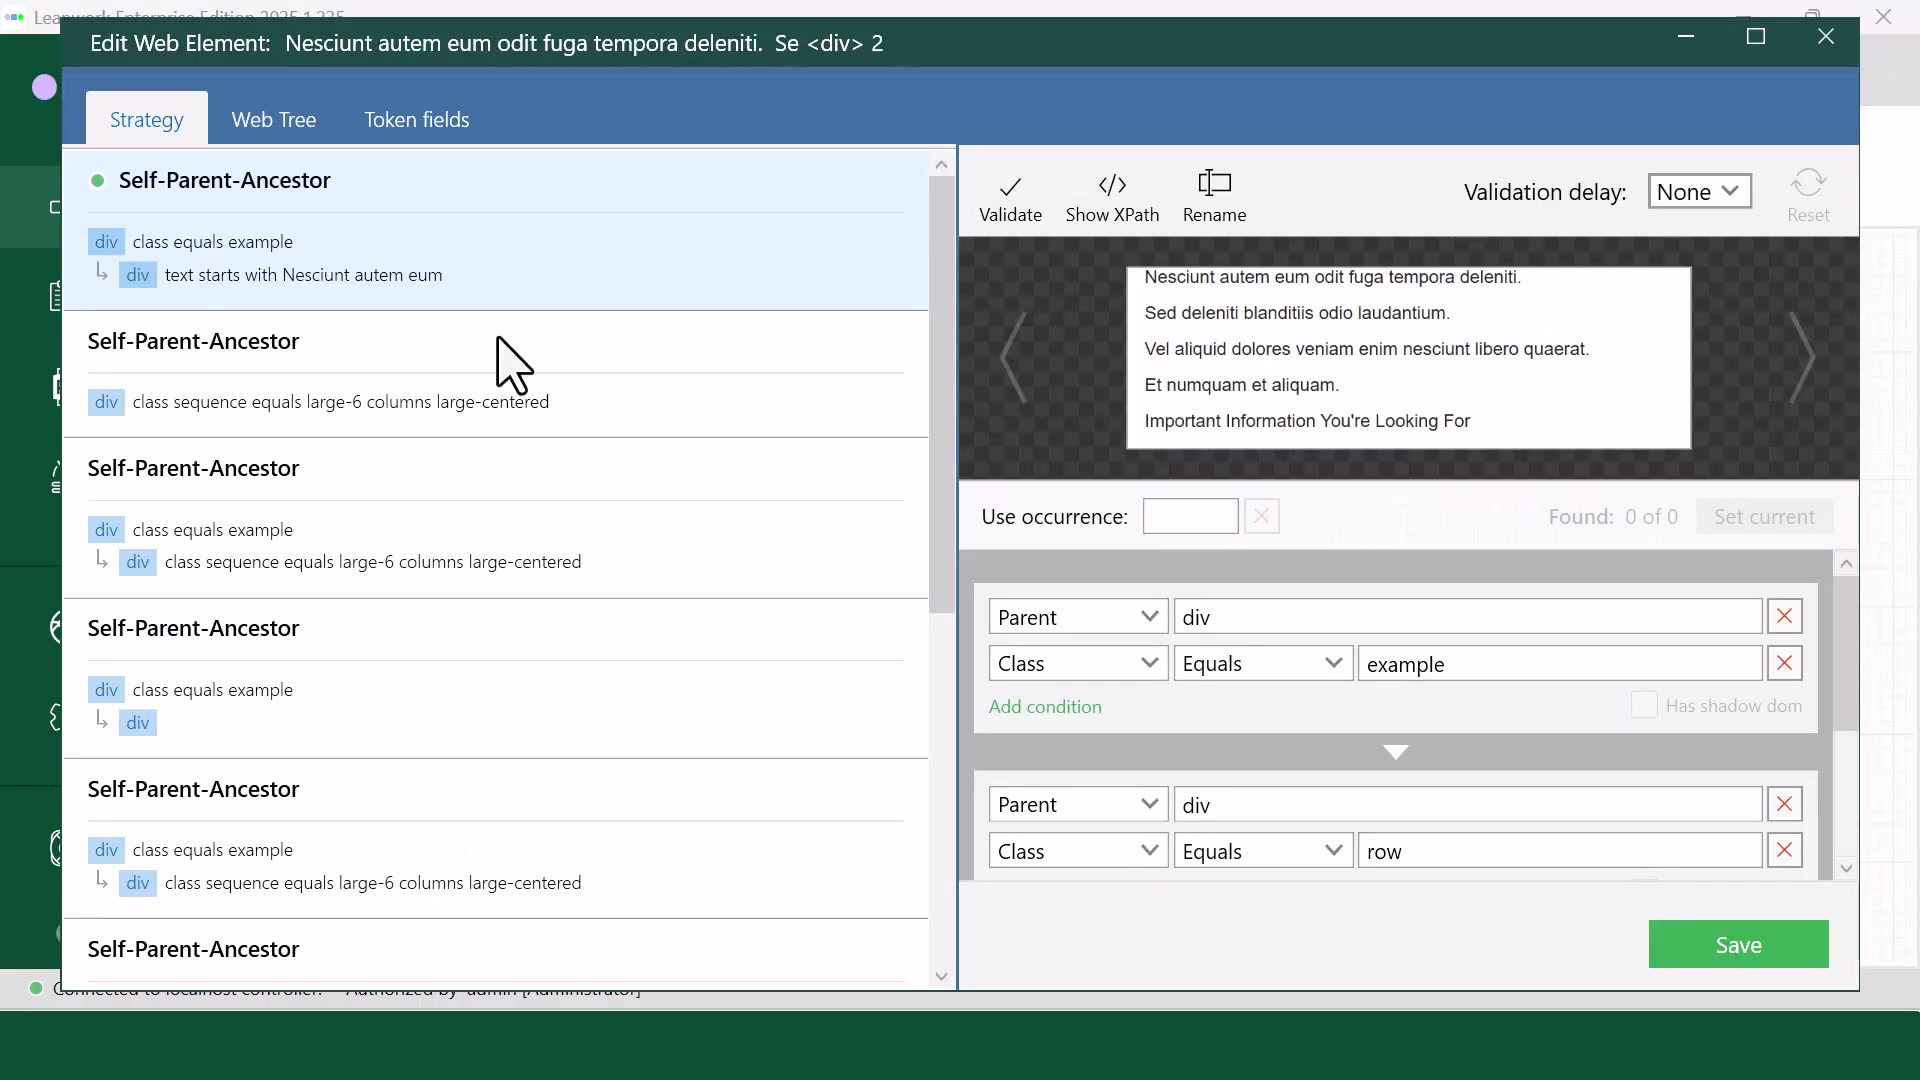 Edit Web Element: Nesciunt autem eum odit fuga tempora deleniti. Se <div> 2
Strategy
Web Tree
Token fields
Self-Parent-Ancestor
div class equals example
div text starts with Nesciunt autem eum
Self-Parent-Ancestor
div class sequence equals large-6 columns large-centered
Self-Parent-Ancestor
div class equals example
div class sequence equals large-6 columns large-centered
Self-Parent-Ancestor
div class equals example
div
Self-Parent-Ancestor
div class equals example
div class sequence equals large-6 columns large-centered
Self-Parent-Ancestor
Validate
Show XPath
Rename
Validation delay: None
Reset
Nesciunt autem eum odit fuga tempora deleniti.
Sed deleniti blanditiis odio laudantium.
Vel aliquid dolores veniam enim nesciunt libero quaerat.
Et numquam et aliquam.
Important Information You're Looking For
Use occurrence:
Found: 0 of 0
Set current
Parent div
Class Equals example
Add condition
Has shadow dom
Parent div
Class Equals row
Save